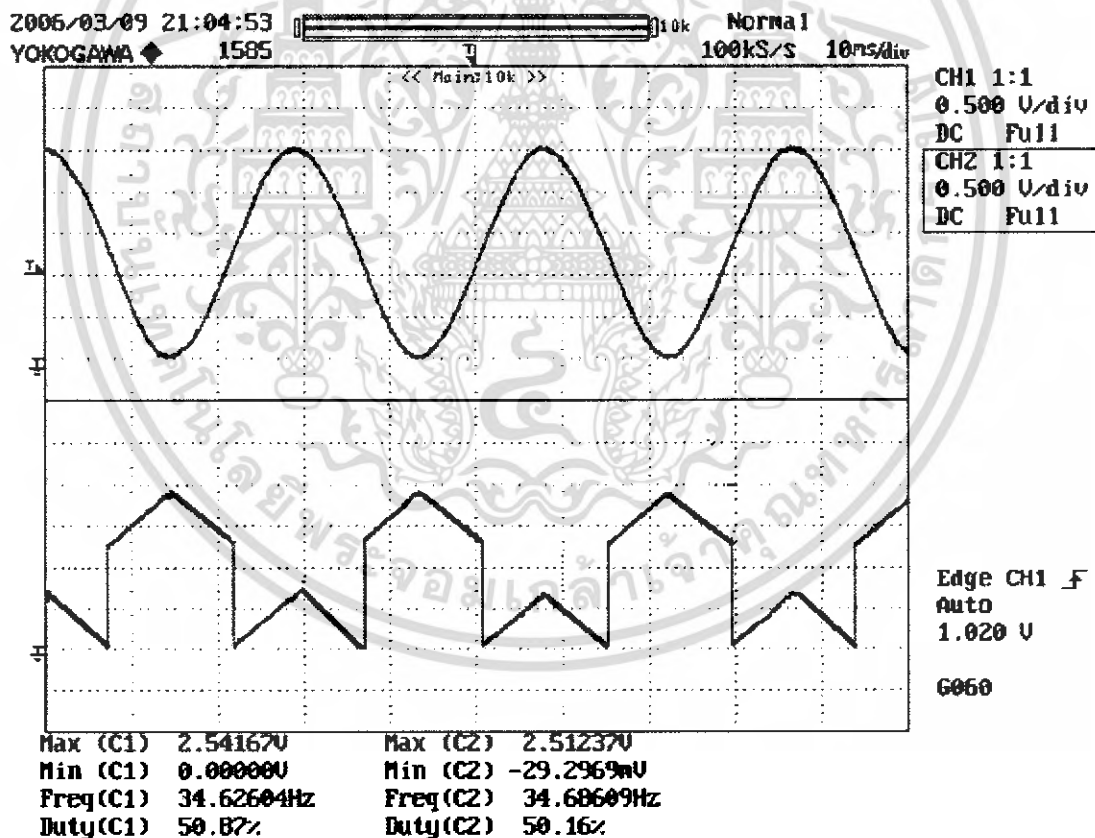 2006/03/09 21:04:53
10k
Normal
YOKOGAWA ◆ 1585
100kS/s 10ms/div
<< Main:10k >>
CH1 1:1
0.500 V/div
DC Full
CH2 1:1
0.500 V/div
DC Full
Edge CH1
Auto
1.020 V
G060
Max (C1) 2.54167V Max (C2) 2.51237V
Min (C1) 0.00000V Min (C2) -29.2969mV
Freq(C1) 34.62604Hz Freq(C2) 34.68609Hz
Duty(C1) 50.87% Duty(C2) 50.16%